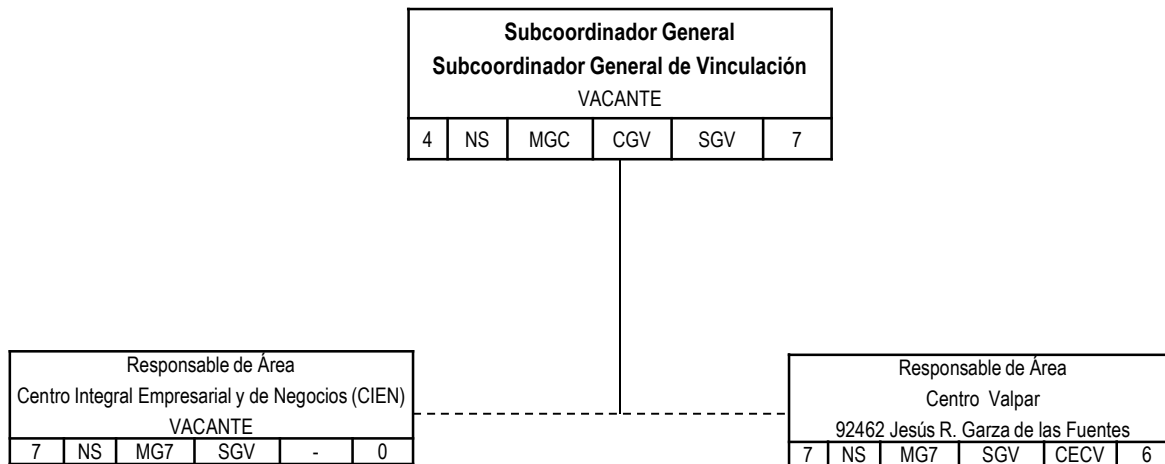 Subcoordinador General
Subcoordinador General de Vinculación
VACANTE
4 NS MGC CGV SGV 7
Responsable de Área
Centro Integral Empresarial y de Negocios (CIEN)
VACANTE
7 NS MG7 SGV - 0
Responsable de Área
Centro Valpar
92462 Jesús R. Garza de las Fuentes
7 NS MG7 SGV CECV 6